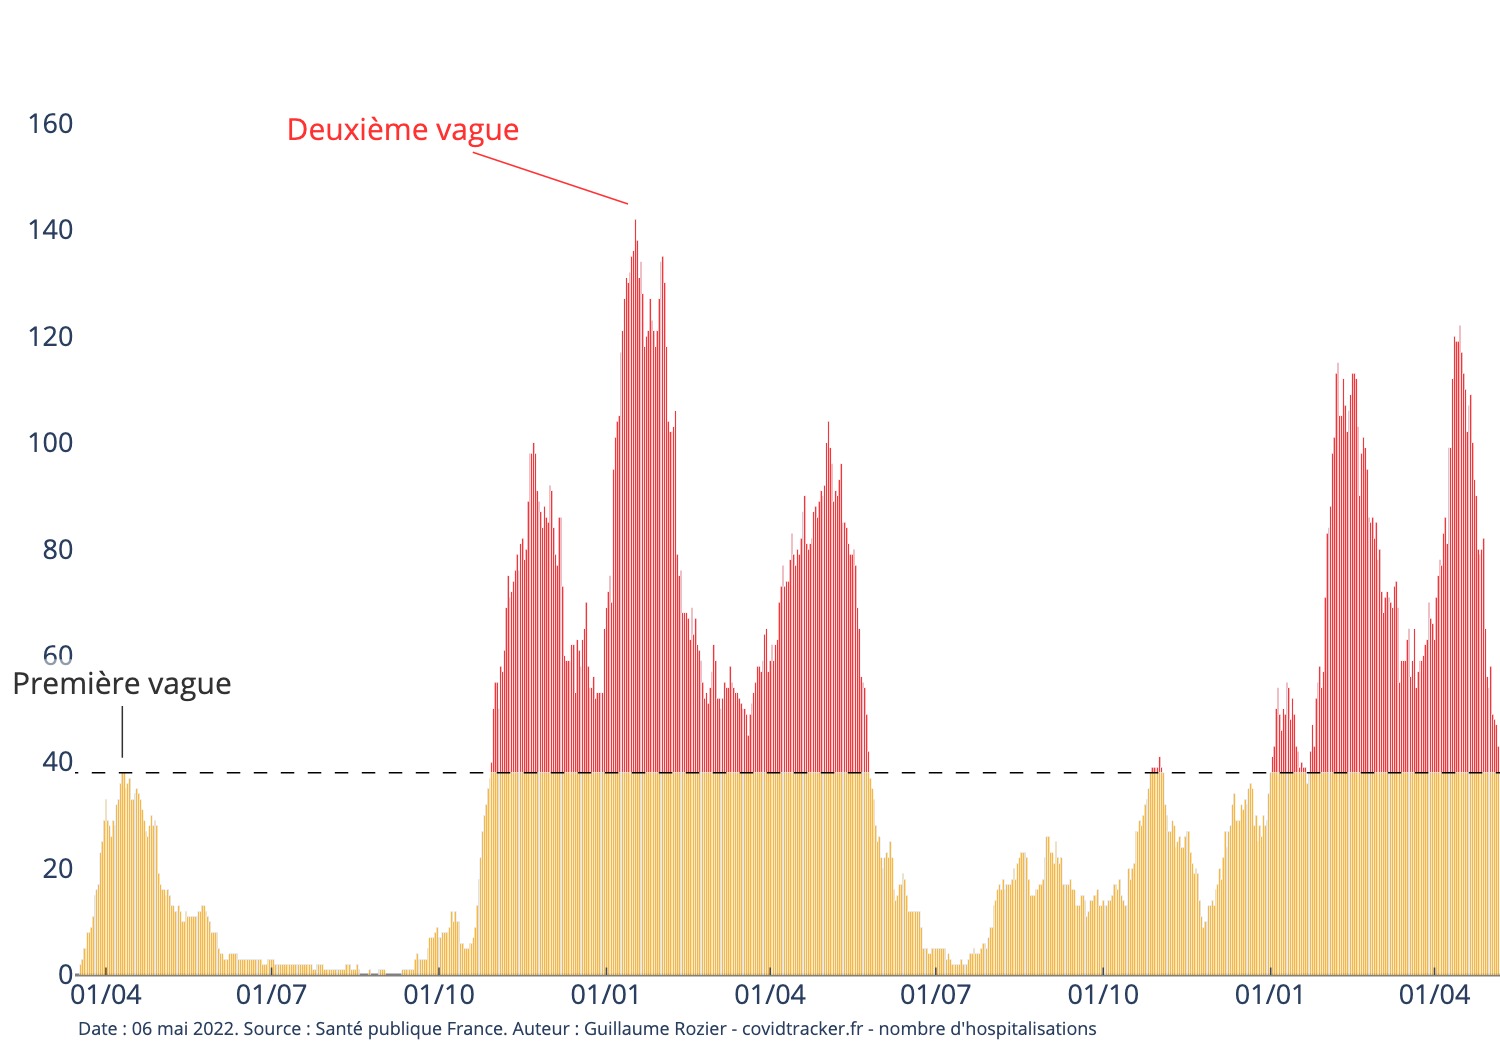 160
Deuxième vague
140
120
100
80
60
Première vague
40
20
0
01/04 01/07 01/10 01/01 01/04 01/07 01/10 01/01 01/04
Date : 06 mai 2022. Source : Santé publique France. Auteur : Guillaume Rozier - covidtracker.fr - nombre d'hospitalisations